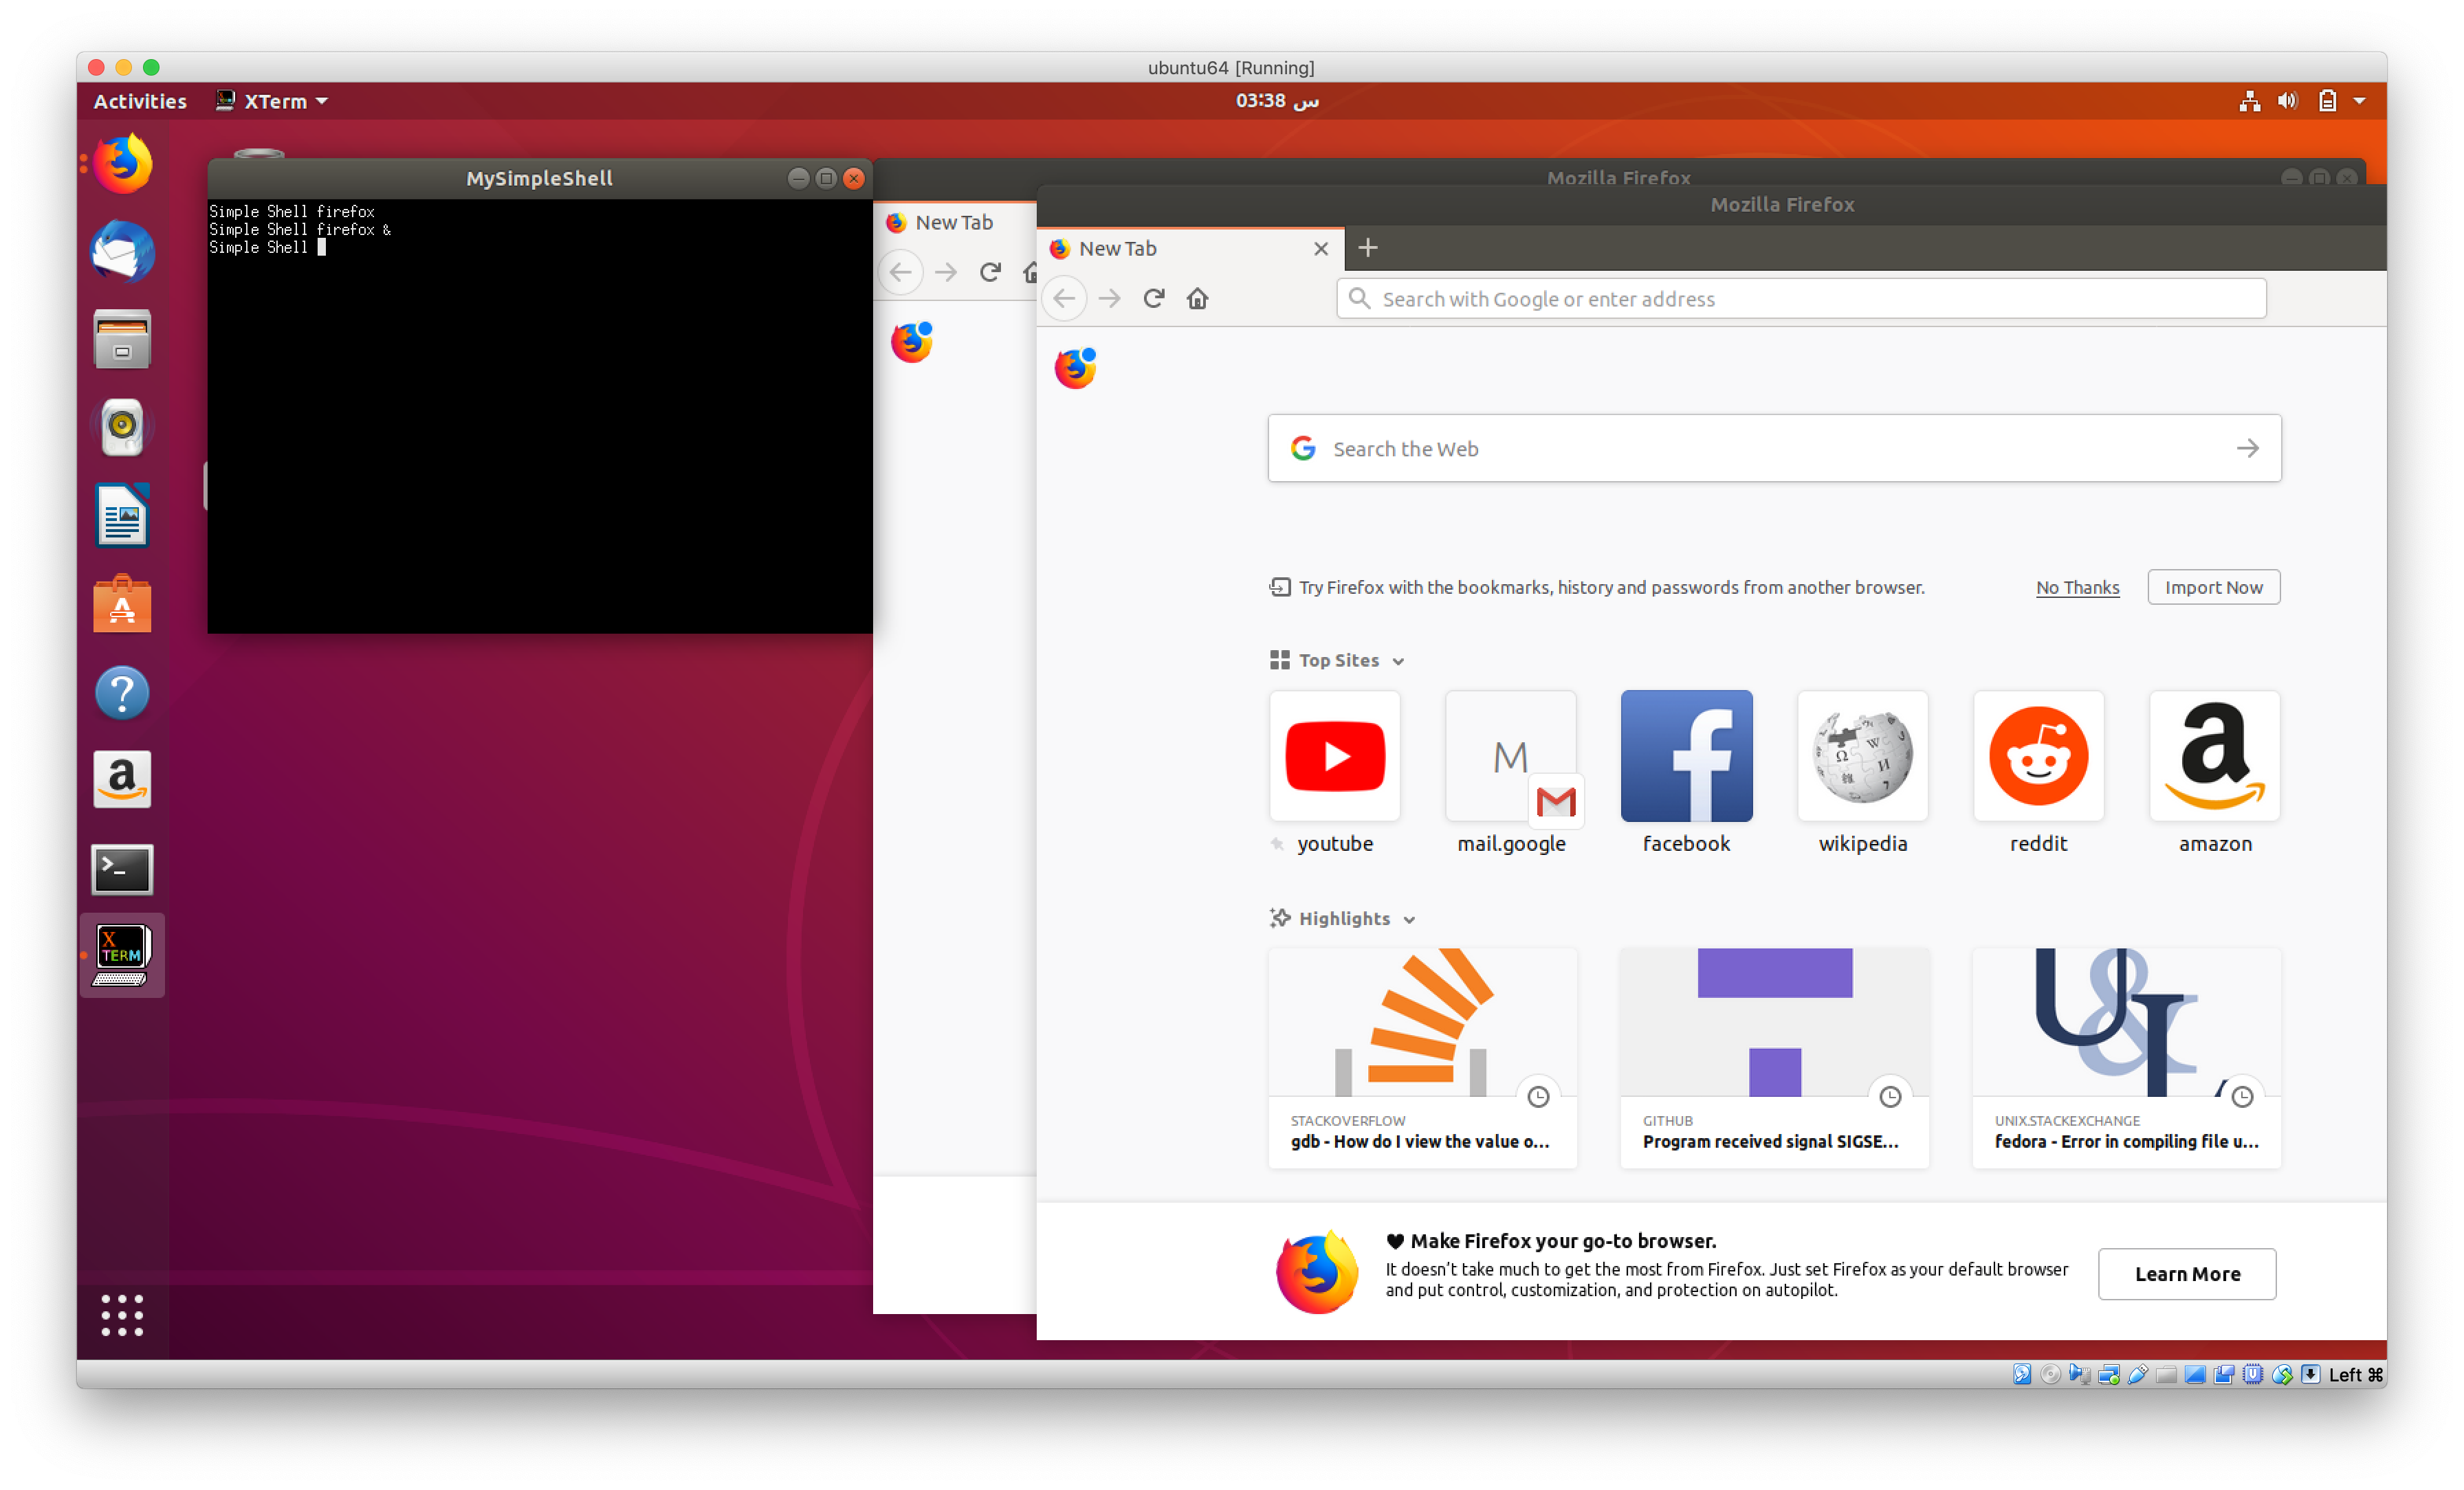 ubuntu64 [Running]
Activities
XTerm
03:38 س
MySimpleShell
Simple Shell firefox
Simple Shell firefox &
Simple Shell
Mozilla Firefox
New Tab
Mozilla Firefox
New Tab
Search with Google or enter address
Search the Web
Try Firefox with the bookmarks, history and passwords from another browser.
No Thanks
Import Now
Top Sites
M
youtube
mail.google
facebook
wikipedia
reddit
amazon
Highlights
STACKOVERFLOW
gdb - How do I view the value o...
GITHUB
Program received signal SIGSE...
U&L
UNIX.STACKEXCHANGE
fedora - Error in compiling file u...
Make Firefox your go-to browser.
It doesn't take much to get the most from Firefox. Just set Firefox as your default browser
and put control, customization, and protection on autopilot.
Learn More
X
TERM
Left ⌘